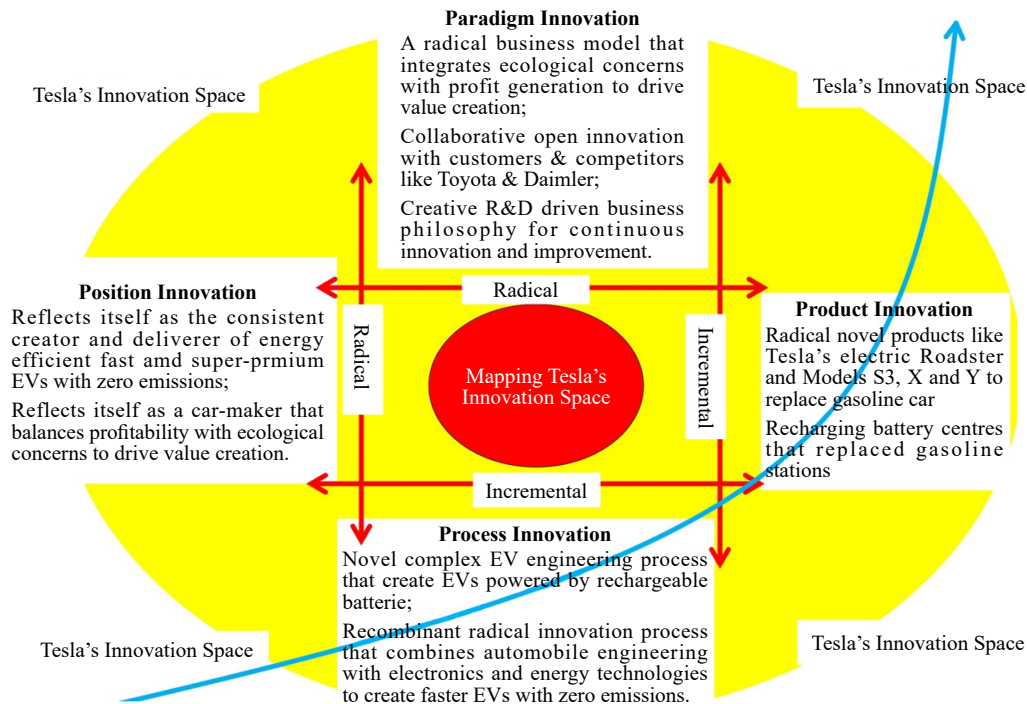 Paradigm Innovation
A radical business model that
integrates ecological concerns
with profit generation to drive
value creation;
Collaborative open innovation
with customers & competitors
like Toyota & Daimler;
Creative R&D driven business
philosophy for continuous
innovation and improvement.
Tesla's Innovation Space
Tesla's Innovation Space
Position Innovation
Reflects itself as the consistent
creator and deliverer of energy
efficient fast amd super-prmium
EVs with zero emissions;
Reflects itself as a car-maker that
balances profitability with ecological
concerns to drive value creation.
Radical
Radical
Mapping Tesla's
Innovation Space
Incremental
Incremental
Product Innovation
Radical novel products like
Tesla's electric Roadster
and Models S3, X and Y to
replace gasoline car
Recharging battery centres
that replaced gasoline
stations
Process Innovation
Novel complex EV engineering process
that create EVs powered by rechargeable
batterie;
Recombinant radical innovation process
that combines automobile engineering
with electronics and energy technologies
to create faster EVs with zero emissions.
Tesla's Innovation Space
Tesla's Innovation Space